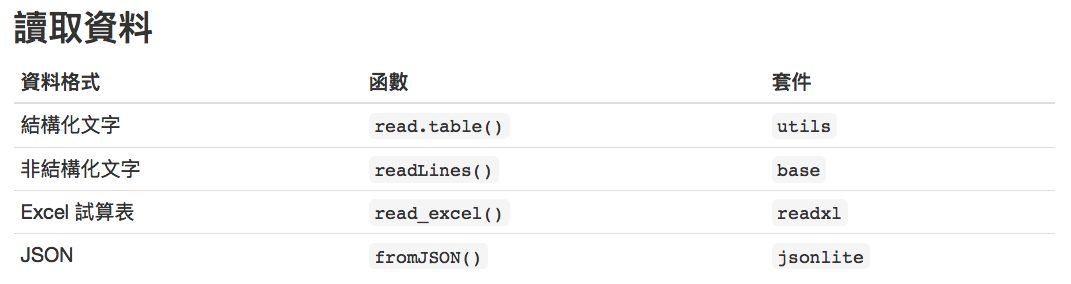 讀取資料
資料格式 函數 套件
結構化文字 read.table() utils
非結構化文字 readLines() base
Excel 試算表 read_excel() readxl
JSON fromJSON() jsonlite